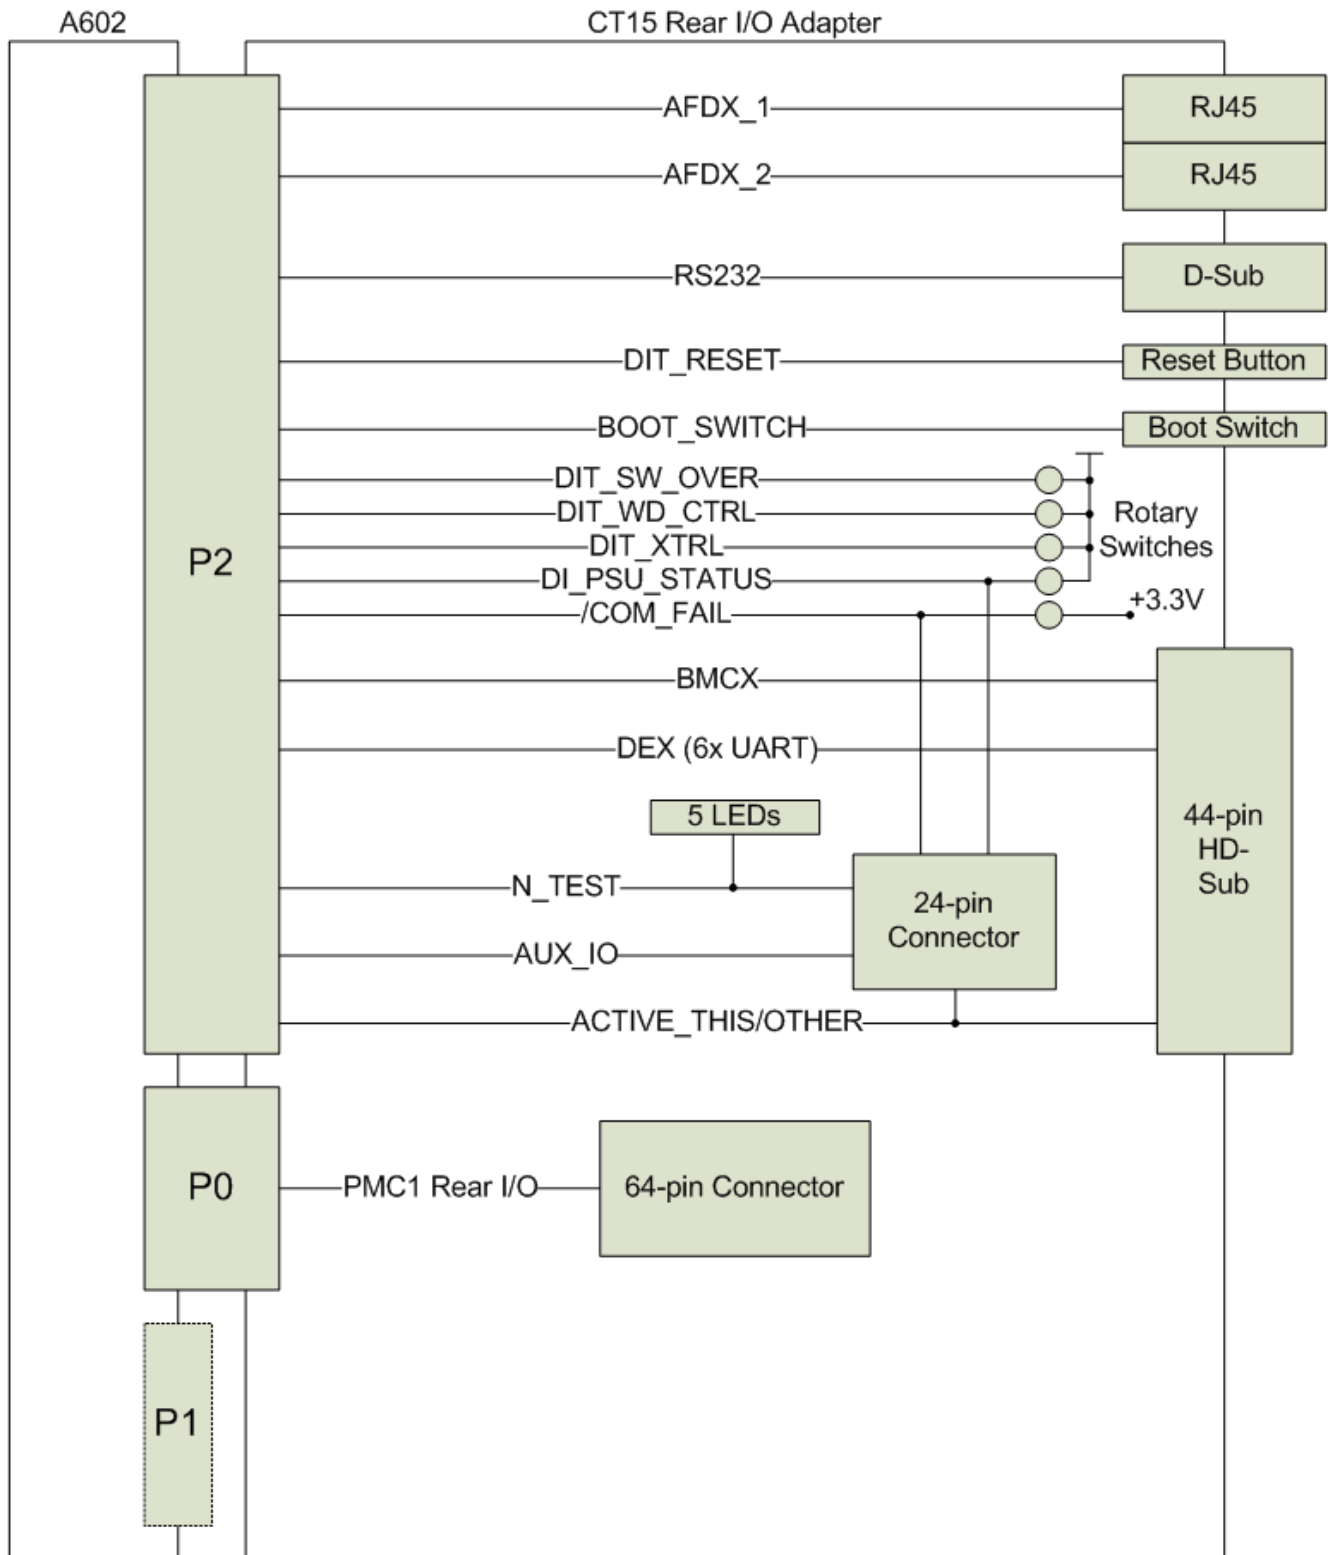 A602
CT15 Rear I/O Adapter
AFDX_1
RJ45
AFDX_2
RJ45
RS232
D-Sub
DIT_RESET
Reset Button
BOOT_SWITCH
Boot Switch
DIT_SW_OVER
DIT_WD_CTRL
Rotary
DIT_XTRL
Switches
P2
DI_PSU_STATUS
/COM_FAIL
+3.3V
BMCX
DEX (6x UART)
5 LEDs
44-pin
HD-
Sub
N_TEST
24-pin
Connector
AUX_IO
ACTIVE_THIS/OTHER
P0
PMC1 Rear I/O
64-pin Connector
P1